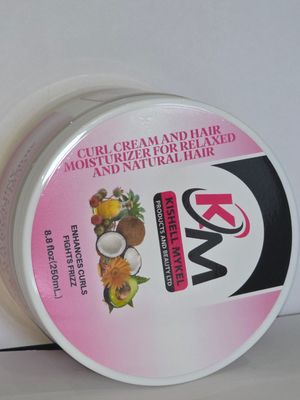 CURL CREAM AND HAIR
MOISTURIZER FOR RELAXED
AND NATURAL HAIR
KM
KISHELL MYKEL
PRODUCTS AND BEAUTY LTD
ENHANCES CURLS
FIGHTS FRIZZ
8.8 floz(250mL.)